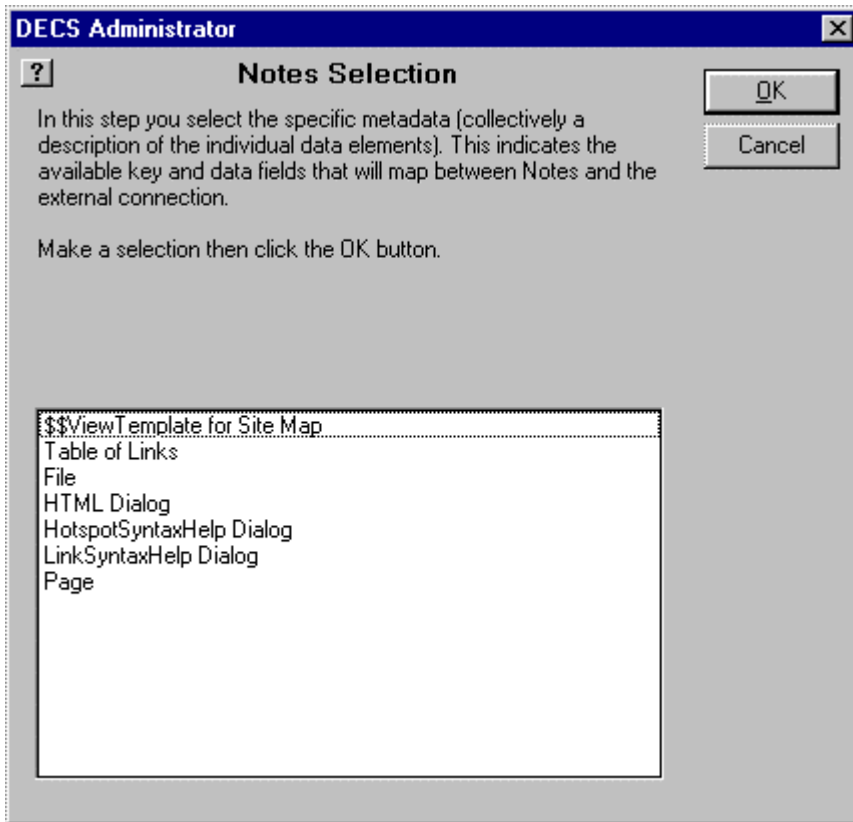 DECS Administrator
?
Notes Selection
OK
Cancel
In this step you select the specific metadata (collectively a
description of the individual data elements). This indicates the
available key and data fields that will map between Notes and the
external connection.
Make a selection then click the OK button.
$$ViewTemplate for Site Map
Table of Links
File
HTML Dialog
HotspotSyntaxHelp Dialog
LinkSyntaxHelp Dialog
Page